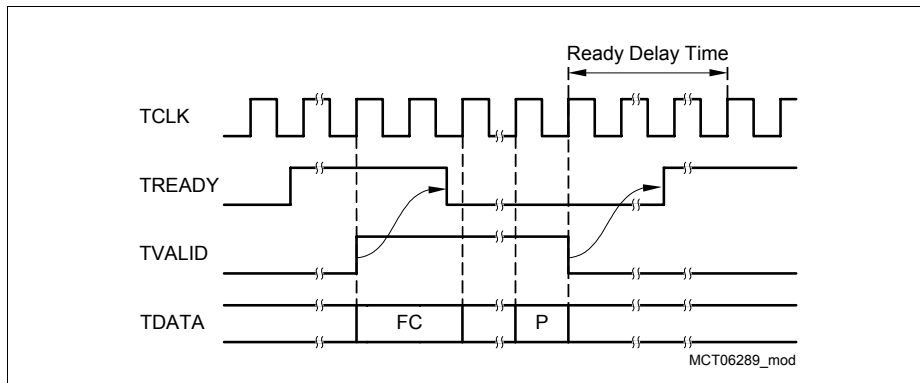 Ready Delay Time
TCLK
TREADY
TVALID
TDATA FC P
MCT06289_mod